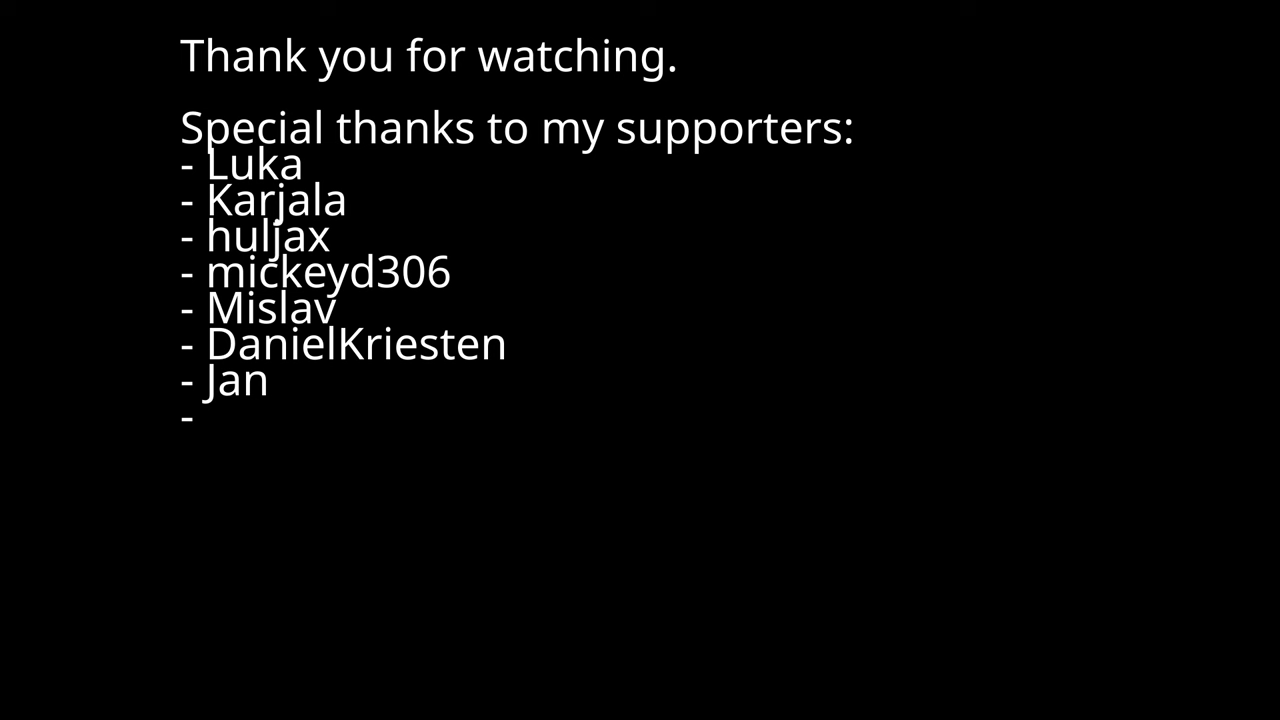 Thank you for watching.
Special thanks to my supporters:
- Luka
- Karjala
- huljax
- mickeyd306
- Mislav
- DanielKriesten
- Jan
-